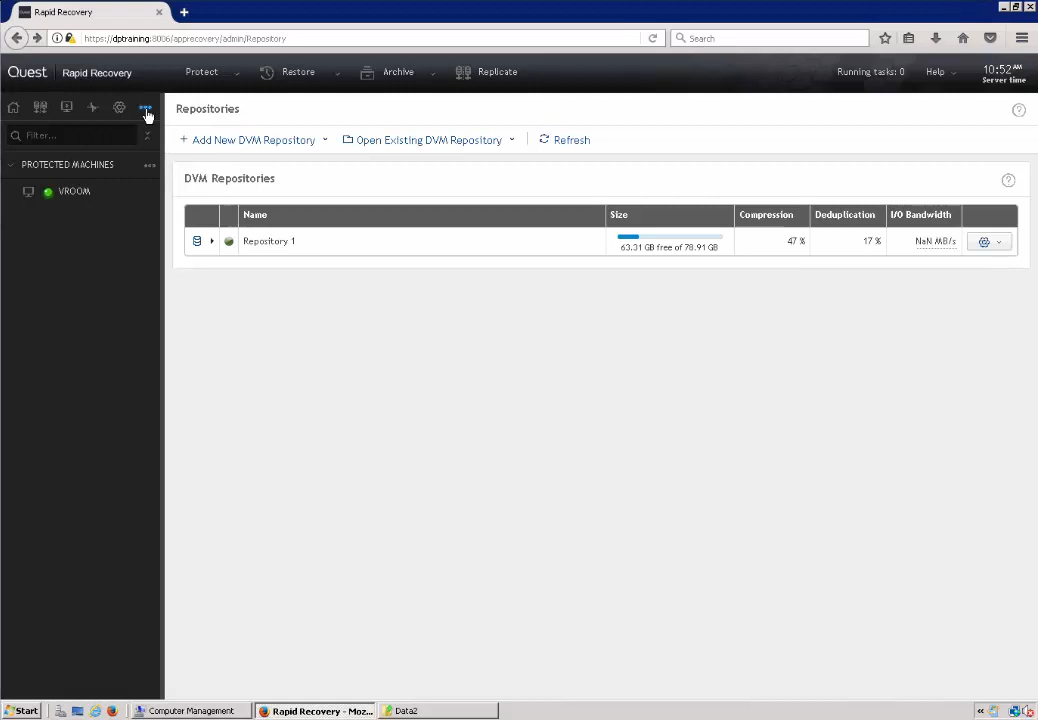 Rapid Recovery
https://dptraining:8006/apprecovery/admin/Repository
Search
Quest Rapid Recovery
Protect Restore Archive Replicate
Running tasks: 0 Help
10:52 AM
Server time
Filter...
PROTECTED MACHINES
VROOM
Repositories
+ Add New DVM Repository Open Existing DVM Repository Refresh
DVM Repositories
Name Size Compression Deduplication I/O Bandwidth
Repository 1 63.31 GB free of 78.91 GB 47 % 17 % NaN MB/s
Start Computer Management Rapid Recovery - Moz... Data2